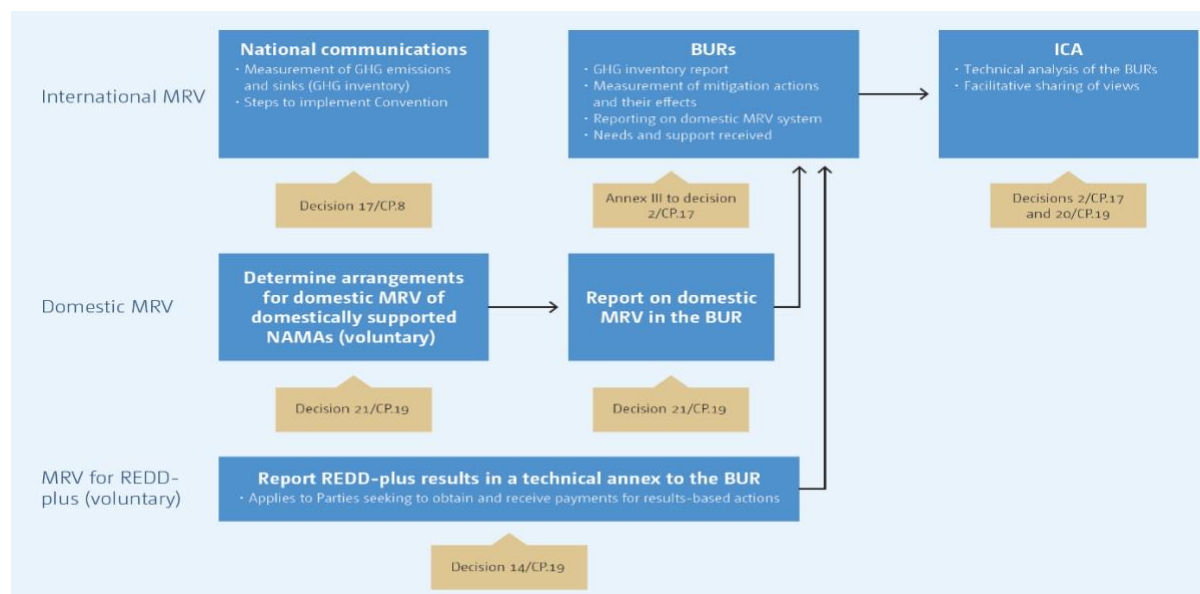 International MRV
National communications
· Measurement of GHG emissions
and sinks (GHG inventory)
· Steps to implement Convention
BURs
· GHG inventory report
· Measurement of mitigation actions
and their effects
· Reporting on domestic MRV system
· Needs and support received
ICA
· Technical analysis of the BURs
· Facilitative sharing of views
Decision 17/CP.8
Annex III to decision
2/CP.17
Decisions 2/CP.17
and 20/CP.19
Domestic MRV
Determine arrangements
for domestic MRV of
domestically supported
NAMAs (voluntary)
Report on domestic
MRV in the BUR
Decision 21/CP.19
Decision 21/CP.19
MRV for REDD-
plus (voluntary)
Report REDD-plus results in a technical annex to the BUR
· Applies to Parties seeking to obtain and receive payments for results-based actions
Decision 14/CP.19